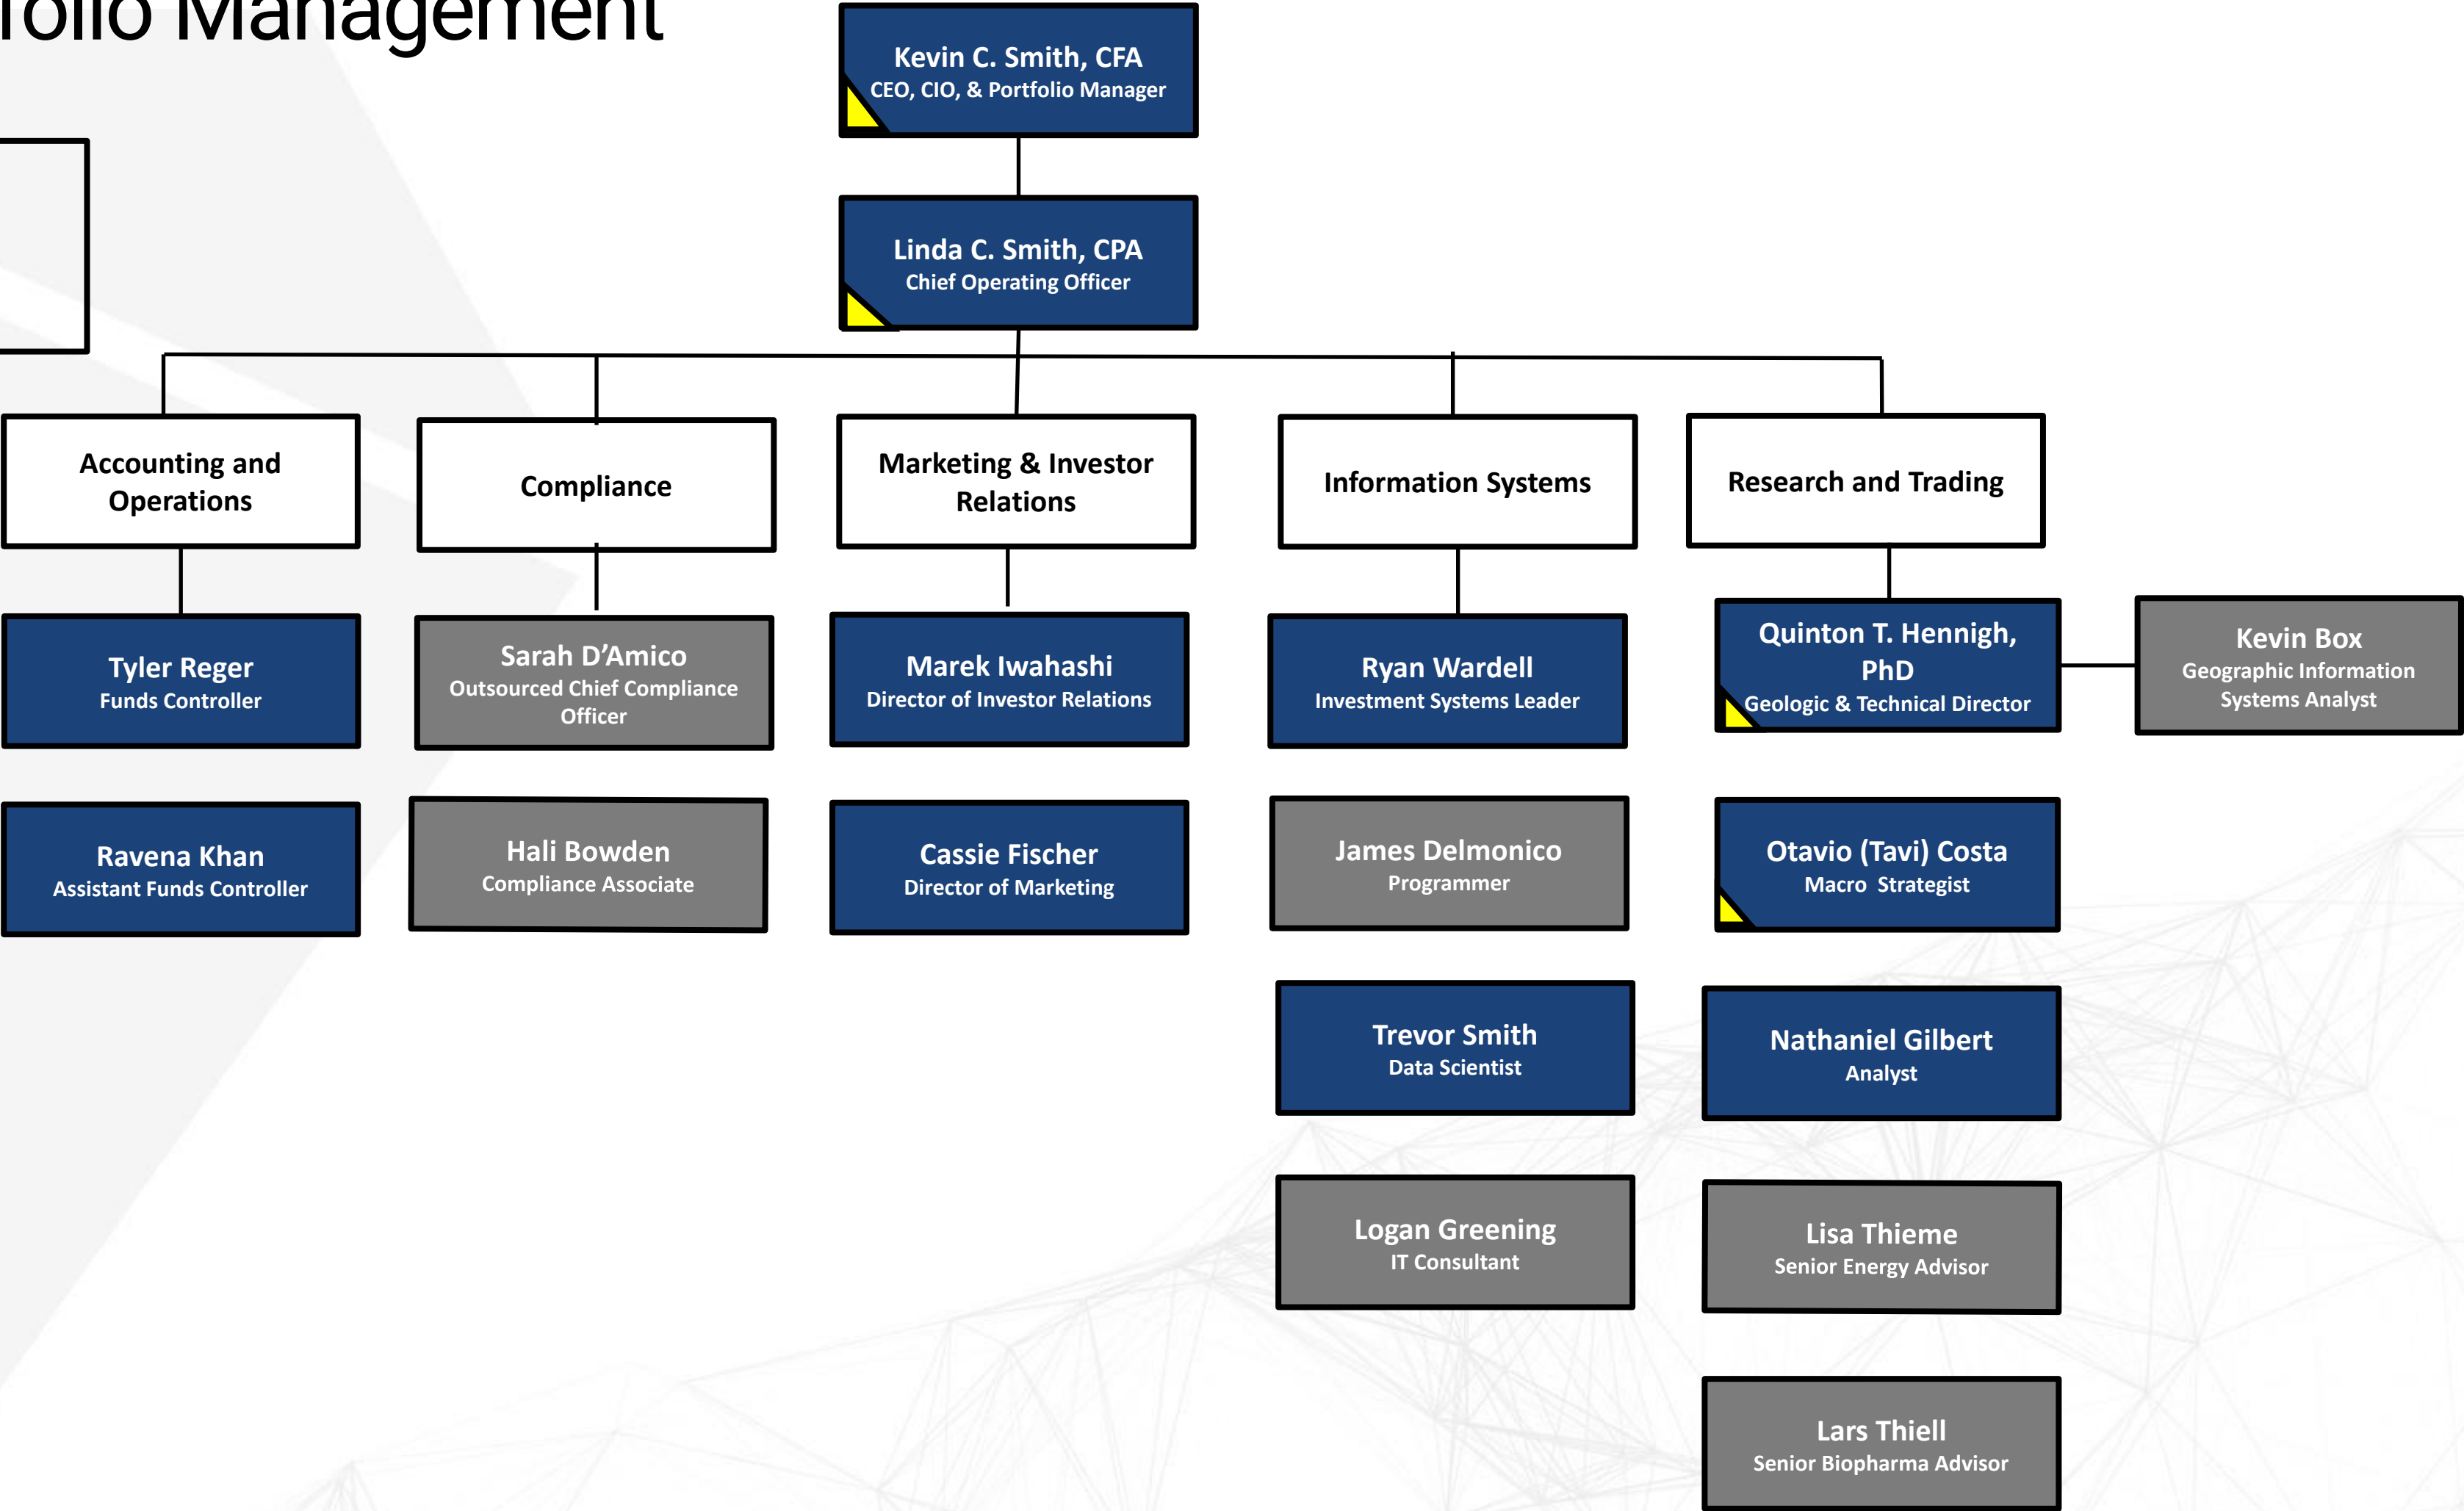 folio Management
Kevin C. Smith, CFA
CEO, CIO, & Portfolio Manager
Linda C. Smith, CPA
Chief Operating Officer
Accounting and
Operations
Compliance
Marketing & Investor
Relations
Information Systems
Research and Trading
Tyler Reger
Funds Controller
Sarah D’Amico
Outsourced Chief Compliance
Officer
Marek Iwahashi
Director of Investor Relations
Ryan Wardell
Investment Systems Leader
Quinton T. Hennigh,
PhD
Geologic & Technical Director
Kevin Box
Geographic Information
Systems Analyst
Ravena Khan
Assistant Funds Controller
Hali Bowden
Compliance Associate
Cassie Fischer
Director of Marketing
James Delmonico
Programmer
Otavio (Tavi) Costa
Macro  Strategist
Trevor Smith
Data Scientist
Nathaniel Gilbert
Analyst
Logan Greening
IT Consultant
Lisa Thieme
Senior Energy Advisor
Lars Thiell
Senior Biopharma Advisor